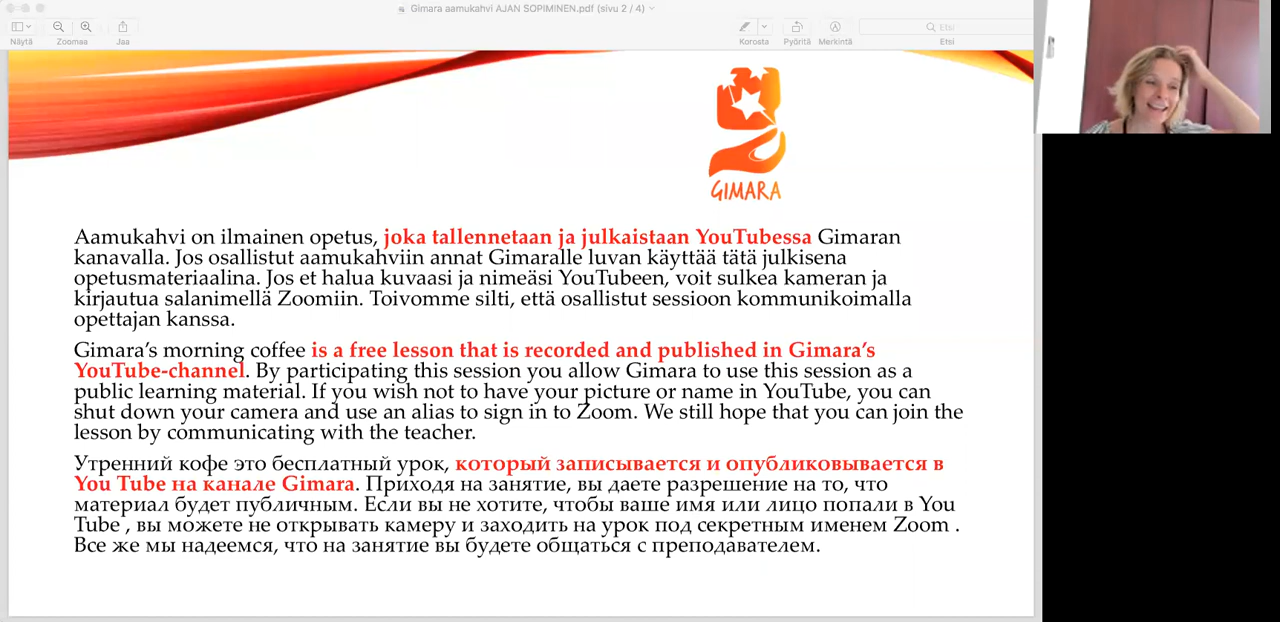 Gimara aamukahvi AJAN SOPIMINEN.pdf (sivu 2 / 4)
Näytä
Zoomaa
Jaa
Korosta
Pyöritä
Merkintä
Etsi
Etsi
GIMARA
Aamukahvi on ilmainen opetus, joka tallennetaan ja julkaistaan YouTubessa Gimaran
kanavalla. Jos osallistut aamukahviin annat Gimaralle luvan käyttää tätä julkisena
opetusmateriaalina. Jos et halua kuvaasi ja nimeäsi YouTubeen, voit sulkea kameran ja
kirjautua salanimellä Zoomiin. Toivomme silti, että osallistut sessioon kommunikoimalla
opettajan kanssa.
Gimara’s morning coffee is a free lesson that is recorded and published in Gimara’s
YouTube-channel. By participating this session you allow Gimara to use this session as a
public learning material. If you wish not to have your picture or name in YouTube, you can
shut down your camera and use an alias to sign in to Zoom. We still hope that you can join the
lesson by communicating with the teacher.
Утренний кофе это бесплатный урок, который записывается и опубликовывается в
You Tube на канале Gimara. Приходя на занятие, вы даете разрешение на то, что
материал будет публичным. Если вы не хотите, чтобы ваше имя или лицо попали в You
Tube , вы можете не открывать камеру и заходить на урок под секретным именем Zoom .
Все же мы надеемся, что на занятие вы будете общаться с преподавателем.